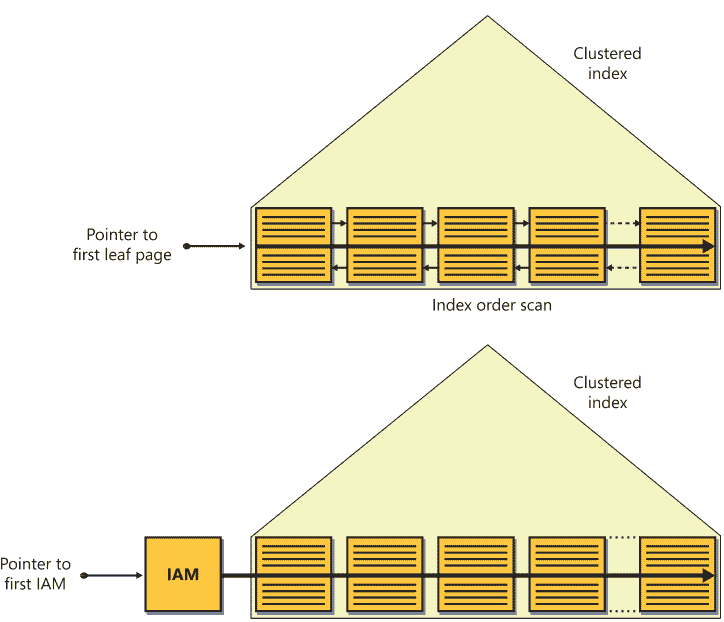 Clustered
index
Pointer to
first leaf page
Index order scan
Clustered
index
Pointer to
first IAM
IAM